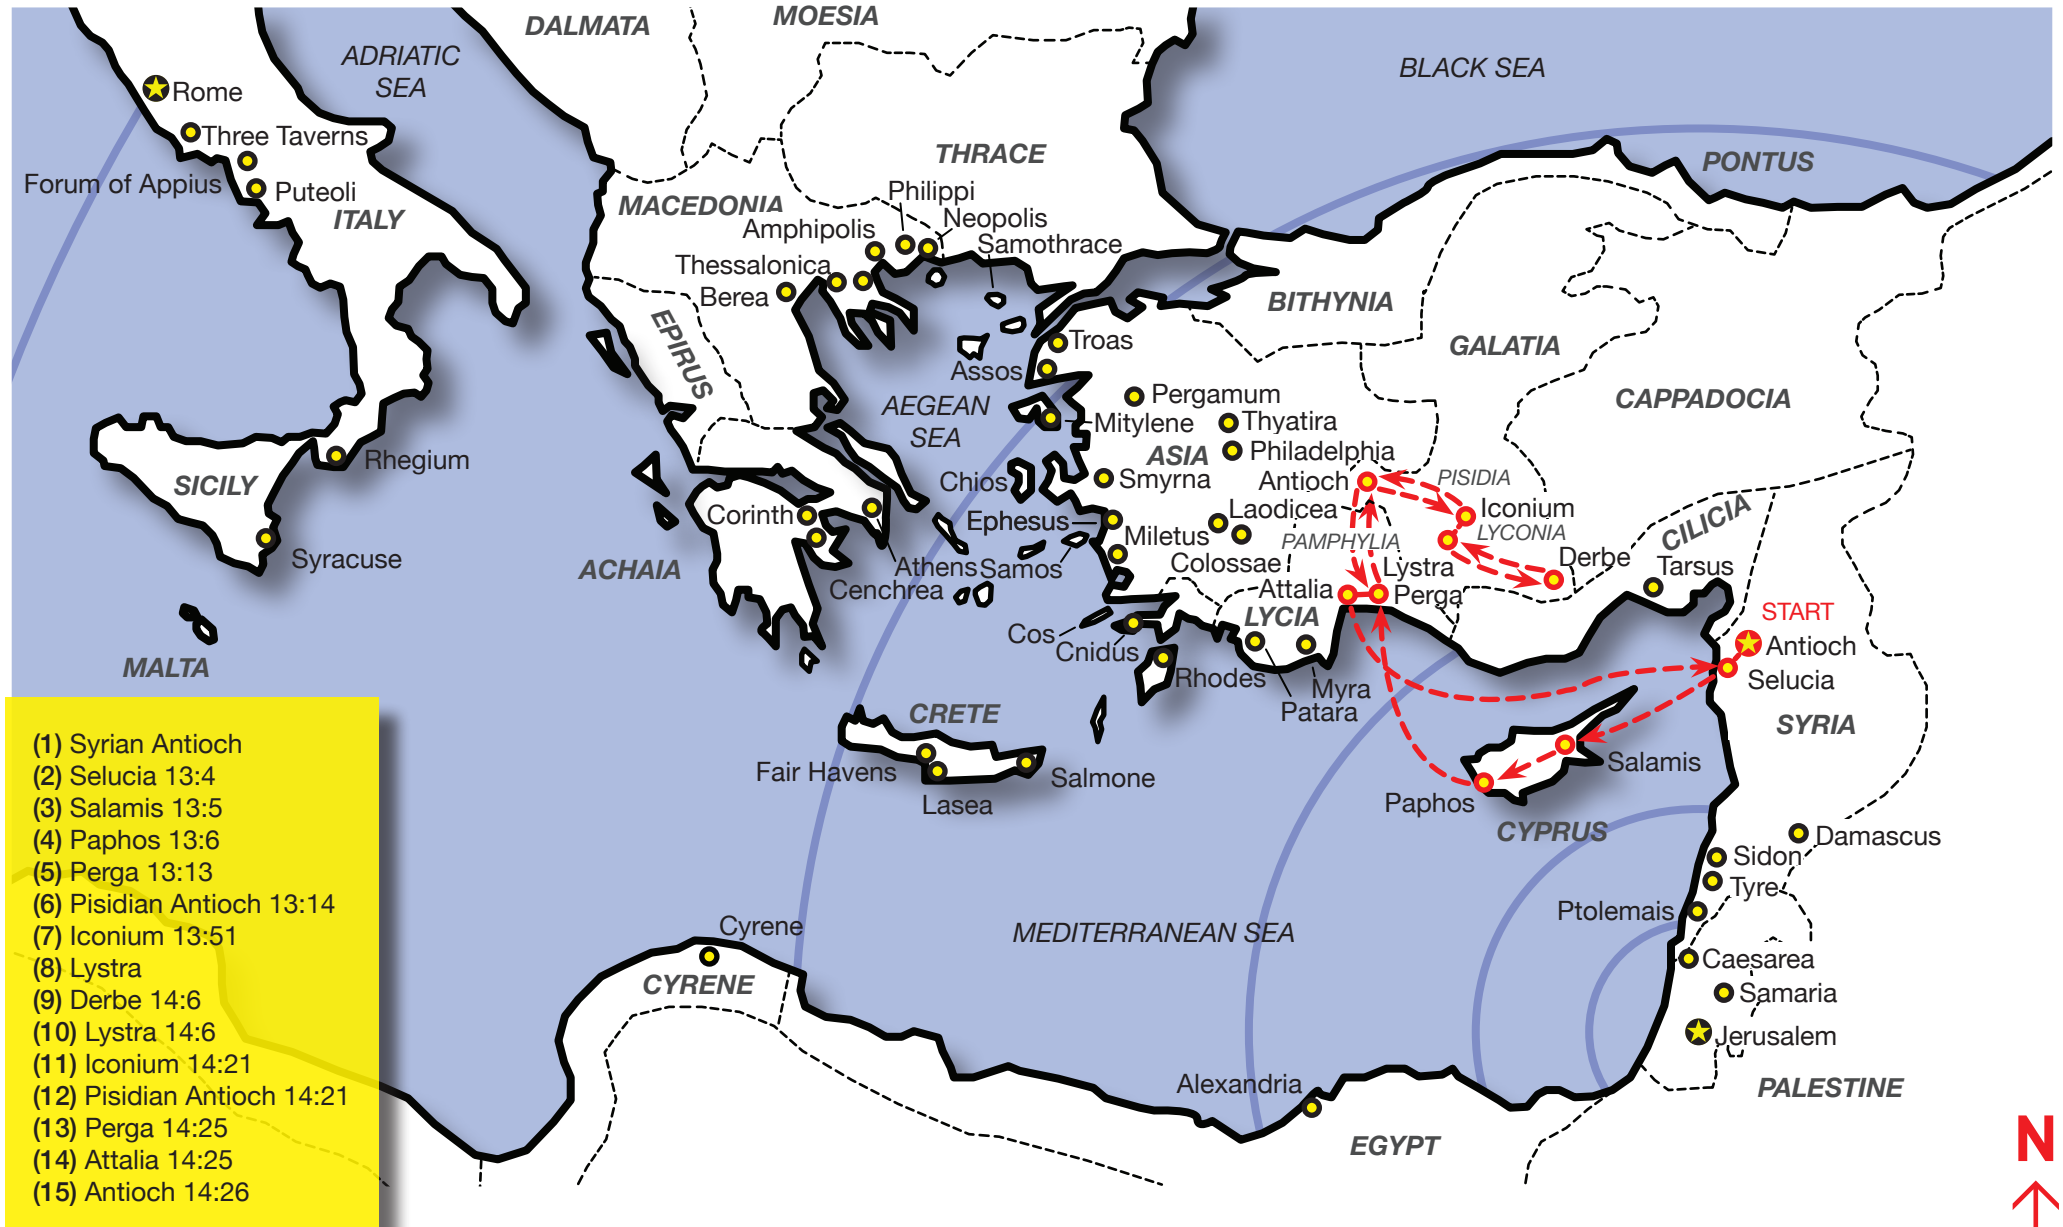 DALMATA
MOESIA
ADRIATIC
SEA
BLACK SEA
Rome
Three Taverns
Forum of Appius
Puteoli
ITALY
THRACE
PONTUS
MACEDONIA
Philippi
Neopolis
Amphipolis
Samothrace
Thessalonica
Berea
EPIRUS
BITHYNIA
GALATIA
CAPPADOCIA
Troas
Assos
AEGEAN
SEA
Pergamum
Mitylene
Thyatira
ASIA
Philadelphia
Rhegium
SICILY
Syracuse
Chios
Smyrna
Antioch
PISIDIA
Iconium
LYCONIA
Laodicea
Corinth
Ephesus
Miletus
PAMPHYLIA
CILICIA
Colossae
Derbe
Tarsus
ACHAIA
Athens
Samos
Cenchrea
Lystra
Attalia
Perga
LYCIA
START
Antioch
Selucia
Cos
Cnidus
Rhodes
Myra
Patara
MALTA
CRETE
SYRIA
Fair Havens
Salmone
Lasea
Salamis
Paphos
CYPRUS
Damascus
Sidon
Tyre
Ptolemais
Cyrene
MEDITERRANEAN SEA
CYRENE
Caesarea
Samaria
Jerusalem
Alexandria
PALESTINE
EGYPT
N
(1) Syrian Antioch
(2) Selucia 13:4
(3) Salamis 13:5
(4) Paphos 13:6
(5) Perga 13:13
(6) Pisidian Antioch 13:14
(7) Iconium 13:51
(8) Lystra
(9) Derbe 14:6
(10) Lystra 14:6
(11) Iconium 14:21
(12) Pisidian Antioch 14:21
(13) Perga 14:25
(14) Attalia 14:25
(15) Antioch 14:26